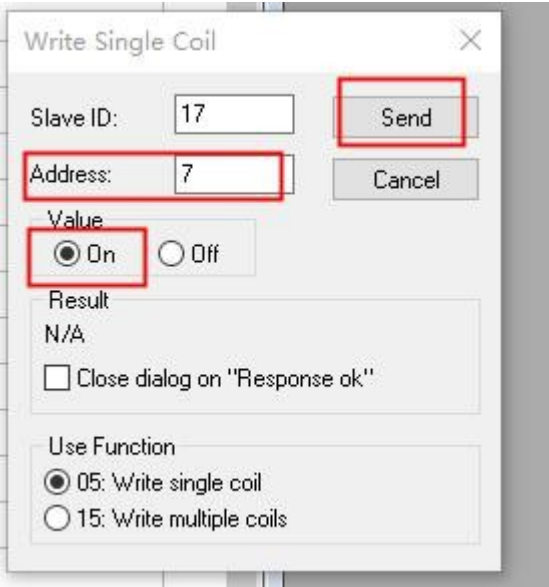 Write Single Coil
Slave ID: 17 Send
Address: 7 Cancel
Value
On Off
Result
N/A
Close dialog on "Response ok"
Use Function
05: Write single coil
15: Write multiple coils